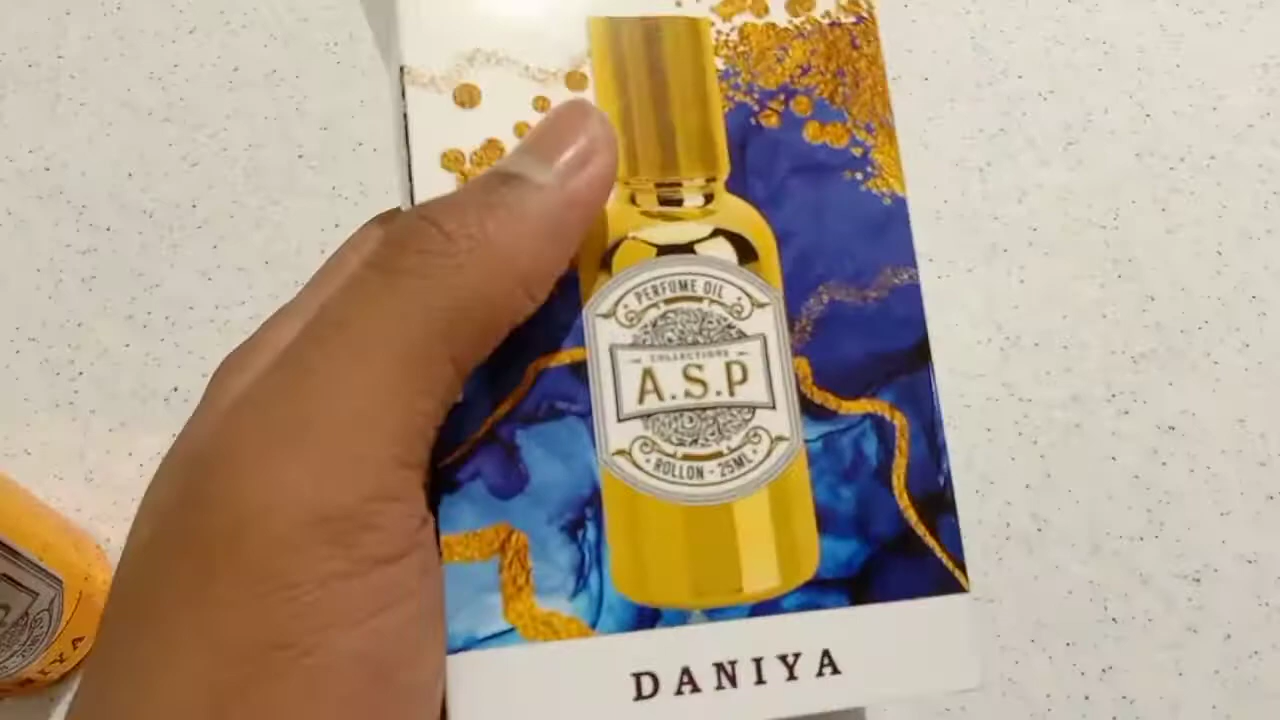 PERFUME OIL
COLLECTIONS
A.S.P
ROLLON - 25ML
DANIYA